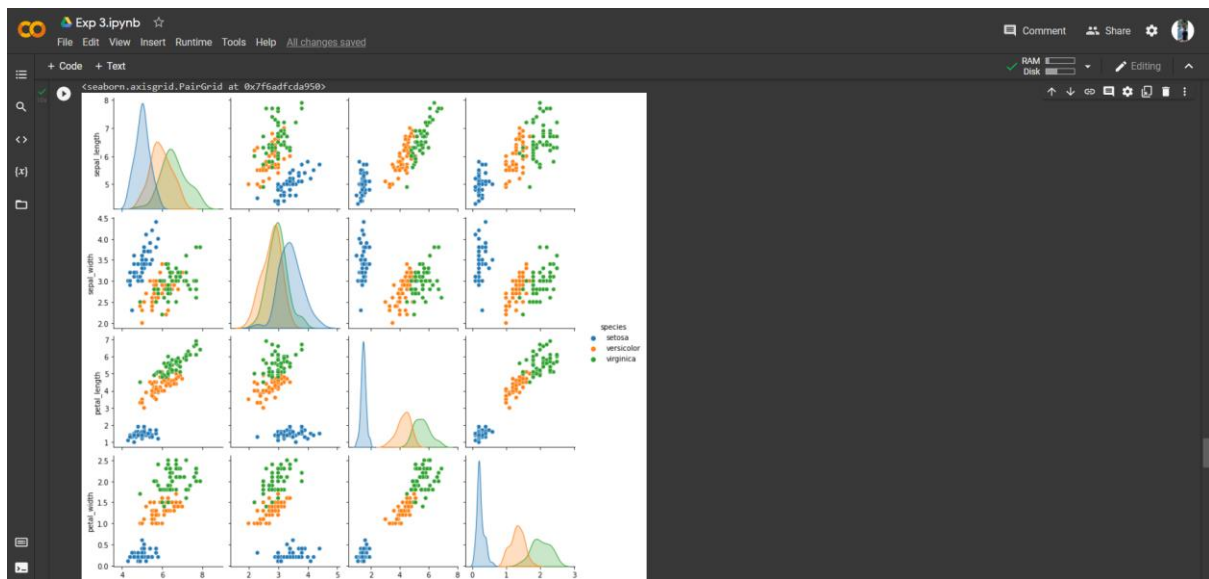 Exp 3.ipynb
Comment Share
File Edit View Insert Runtime Tools Help All changes saved
+ Code + Text
RAM
Disk
Editing
<seaborn.axisgrid.PairGrid at 0x7f6adfcda950>
{x}
sepal_length
8
7
6
5
sepal_width
4.5
4.0
3.5
3.0
2.5
2.0
species
setosa
versicolor
virginica
petal_length
7
6
5
4
3
2
1
petal_width
2.5
2.0
1.5
1.0
0.5
0.0
4 6 8 2 3 4 5 2 4 6 8 0 1 2 3